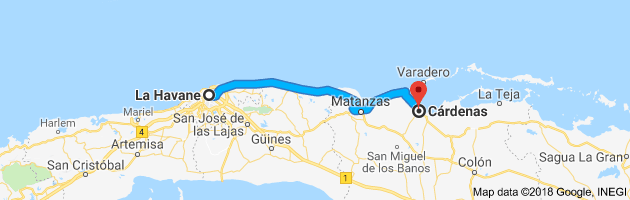 Varadero
La Havane
Harlem
Mariel
Matanzas
La Teja
Cárdenas
4
San José de
las Lajas
Artemisa
Güines
San Cristóbal
San Miguel
de los Banos
Colón
Sagua La Gran
1
Map data ©2018 Google, INEGI